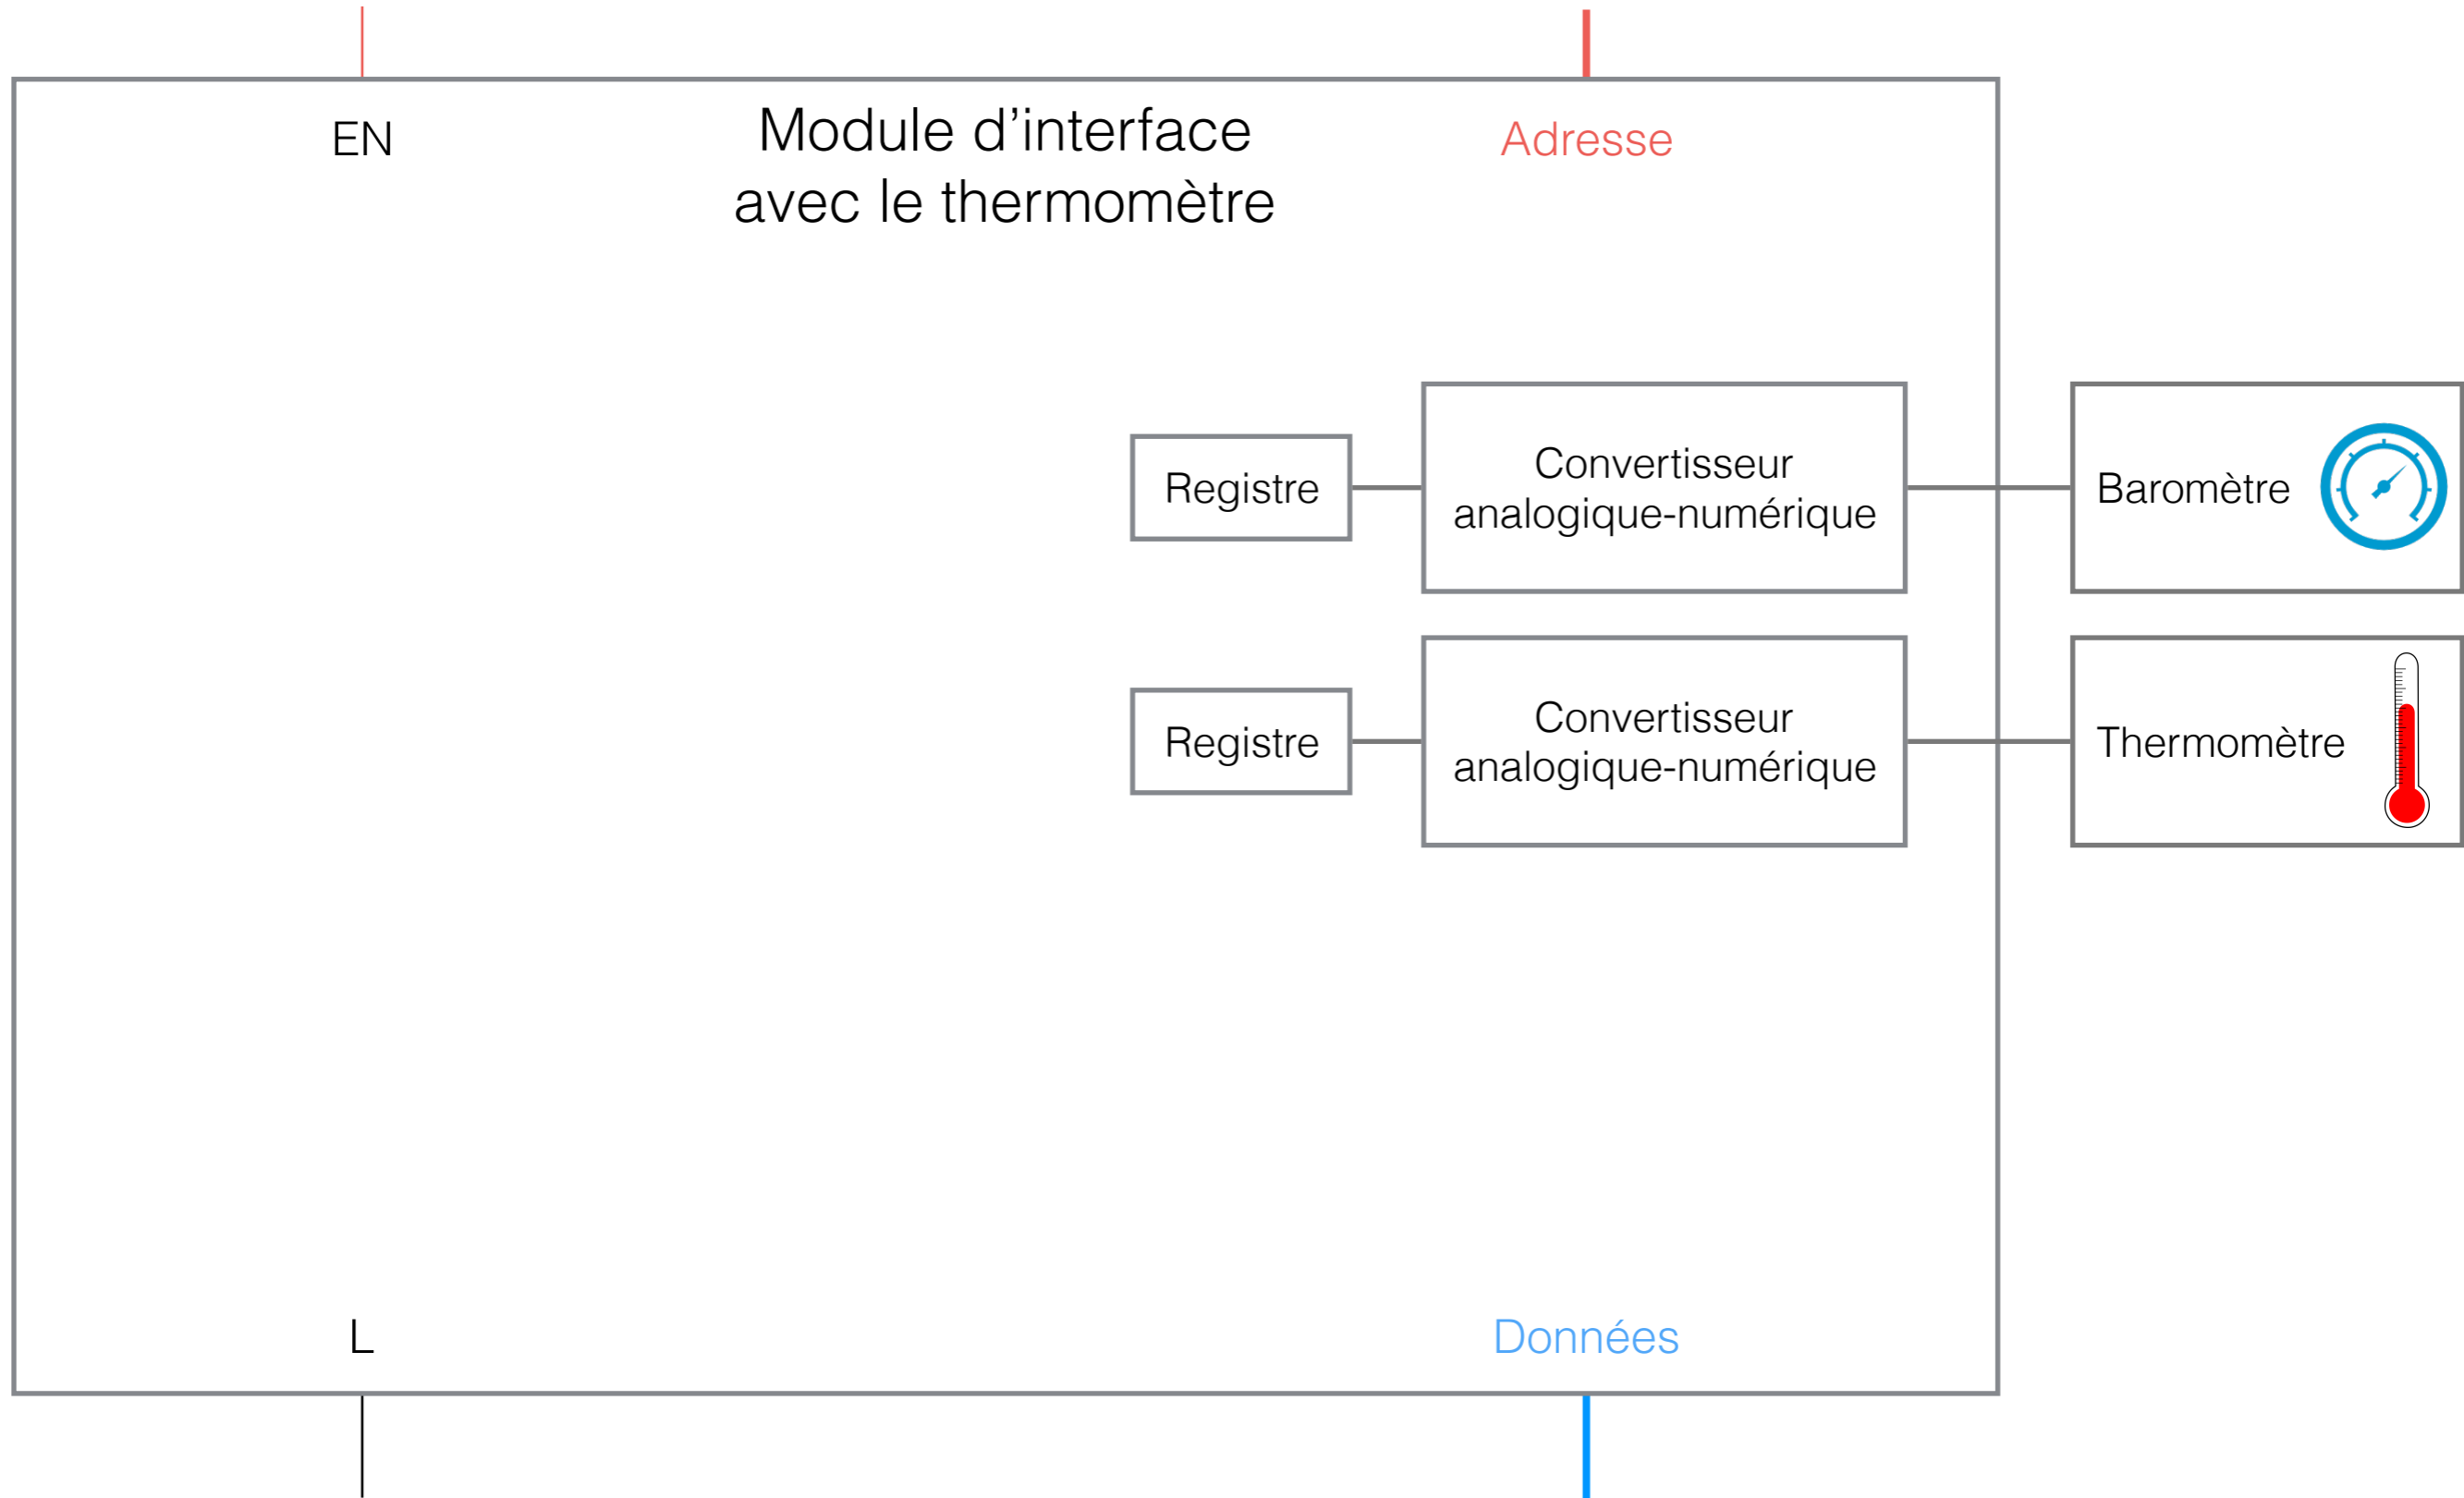 EN
Module d’interface
avec le thermomètre
Adresse
Registre
Convertisseur
analogique-numérique
Baromètre
Registre
Convertisseur
analogique-numérique
Thermomètre
L
Données